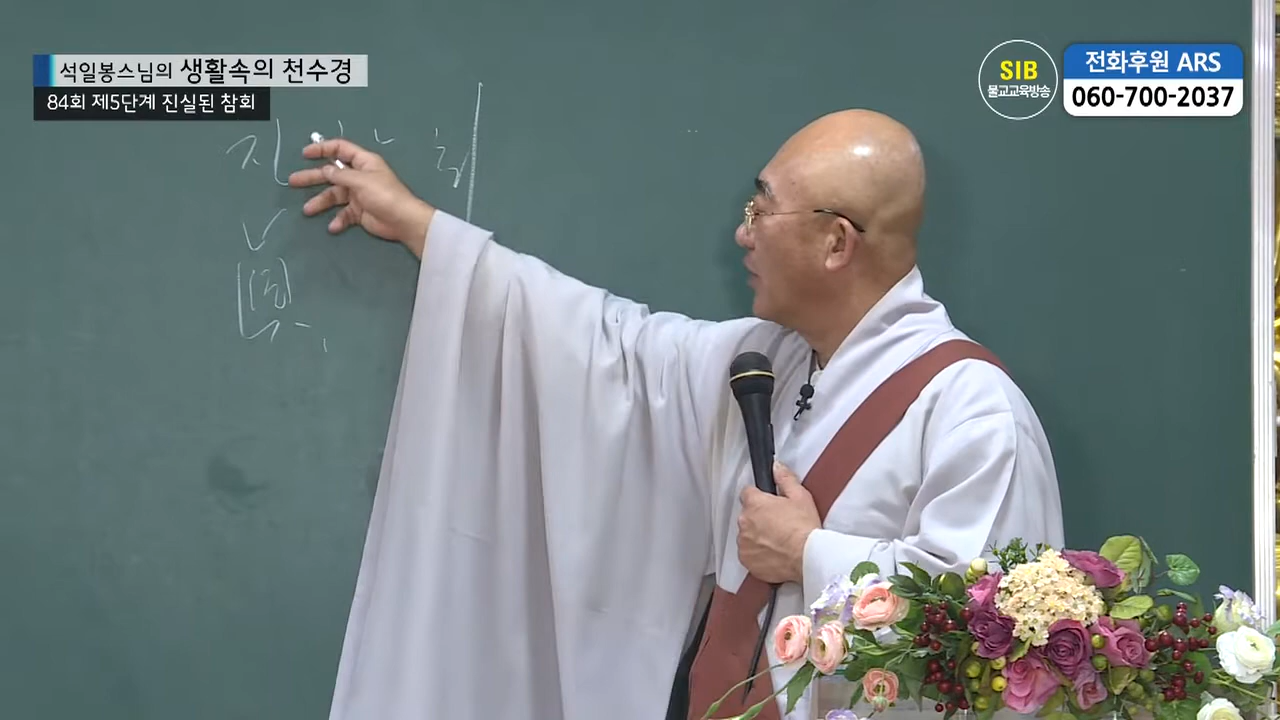 석일봉스님의 생활속의 천수경
84회 제5단계 진실된 참회
SIB
불교교육방송
전화후원 ARS
060-700-2037